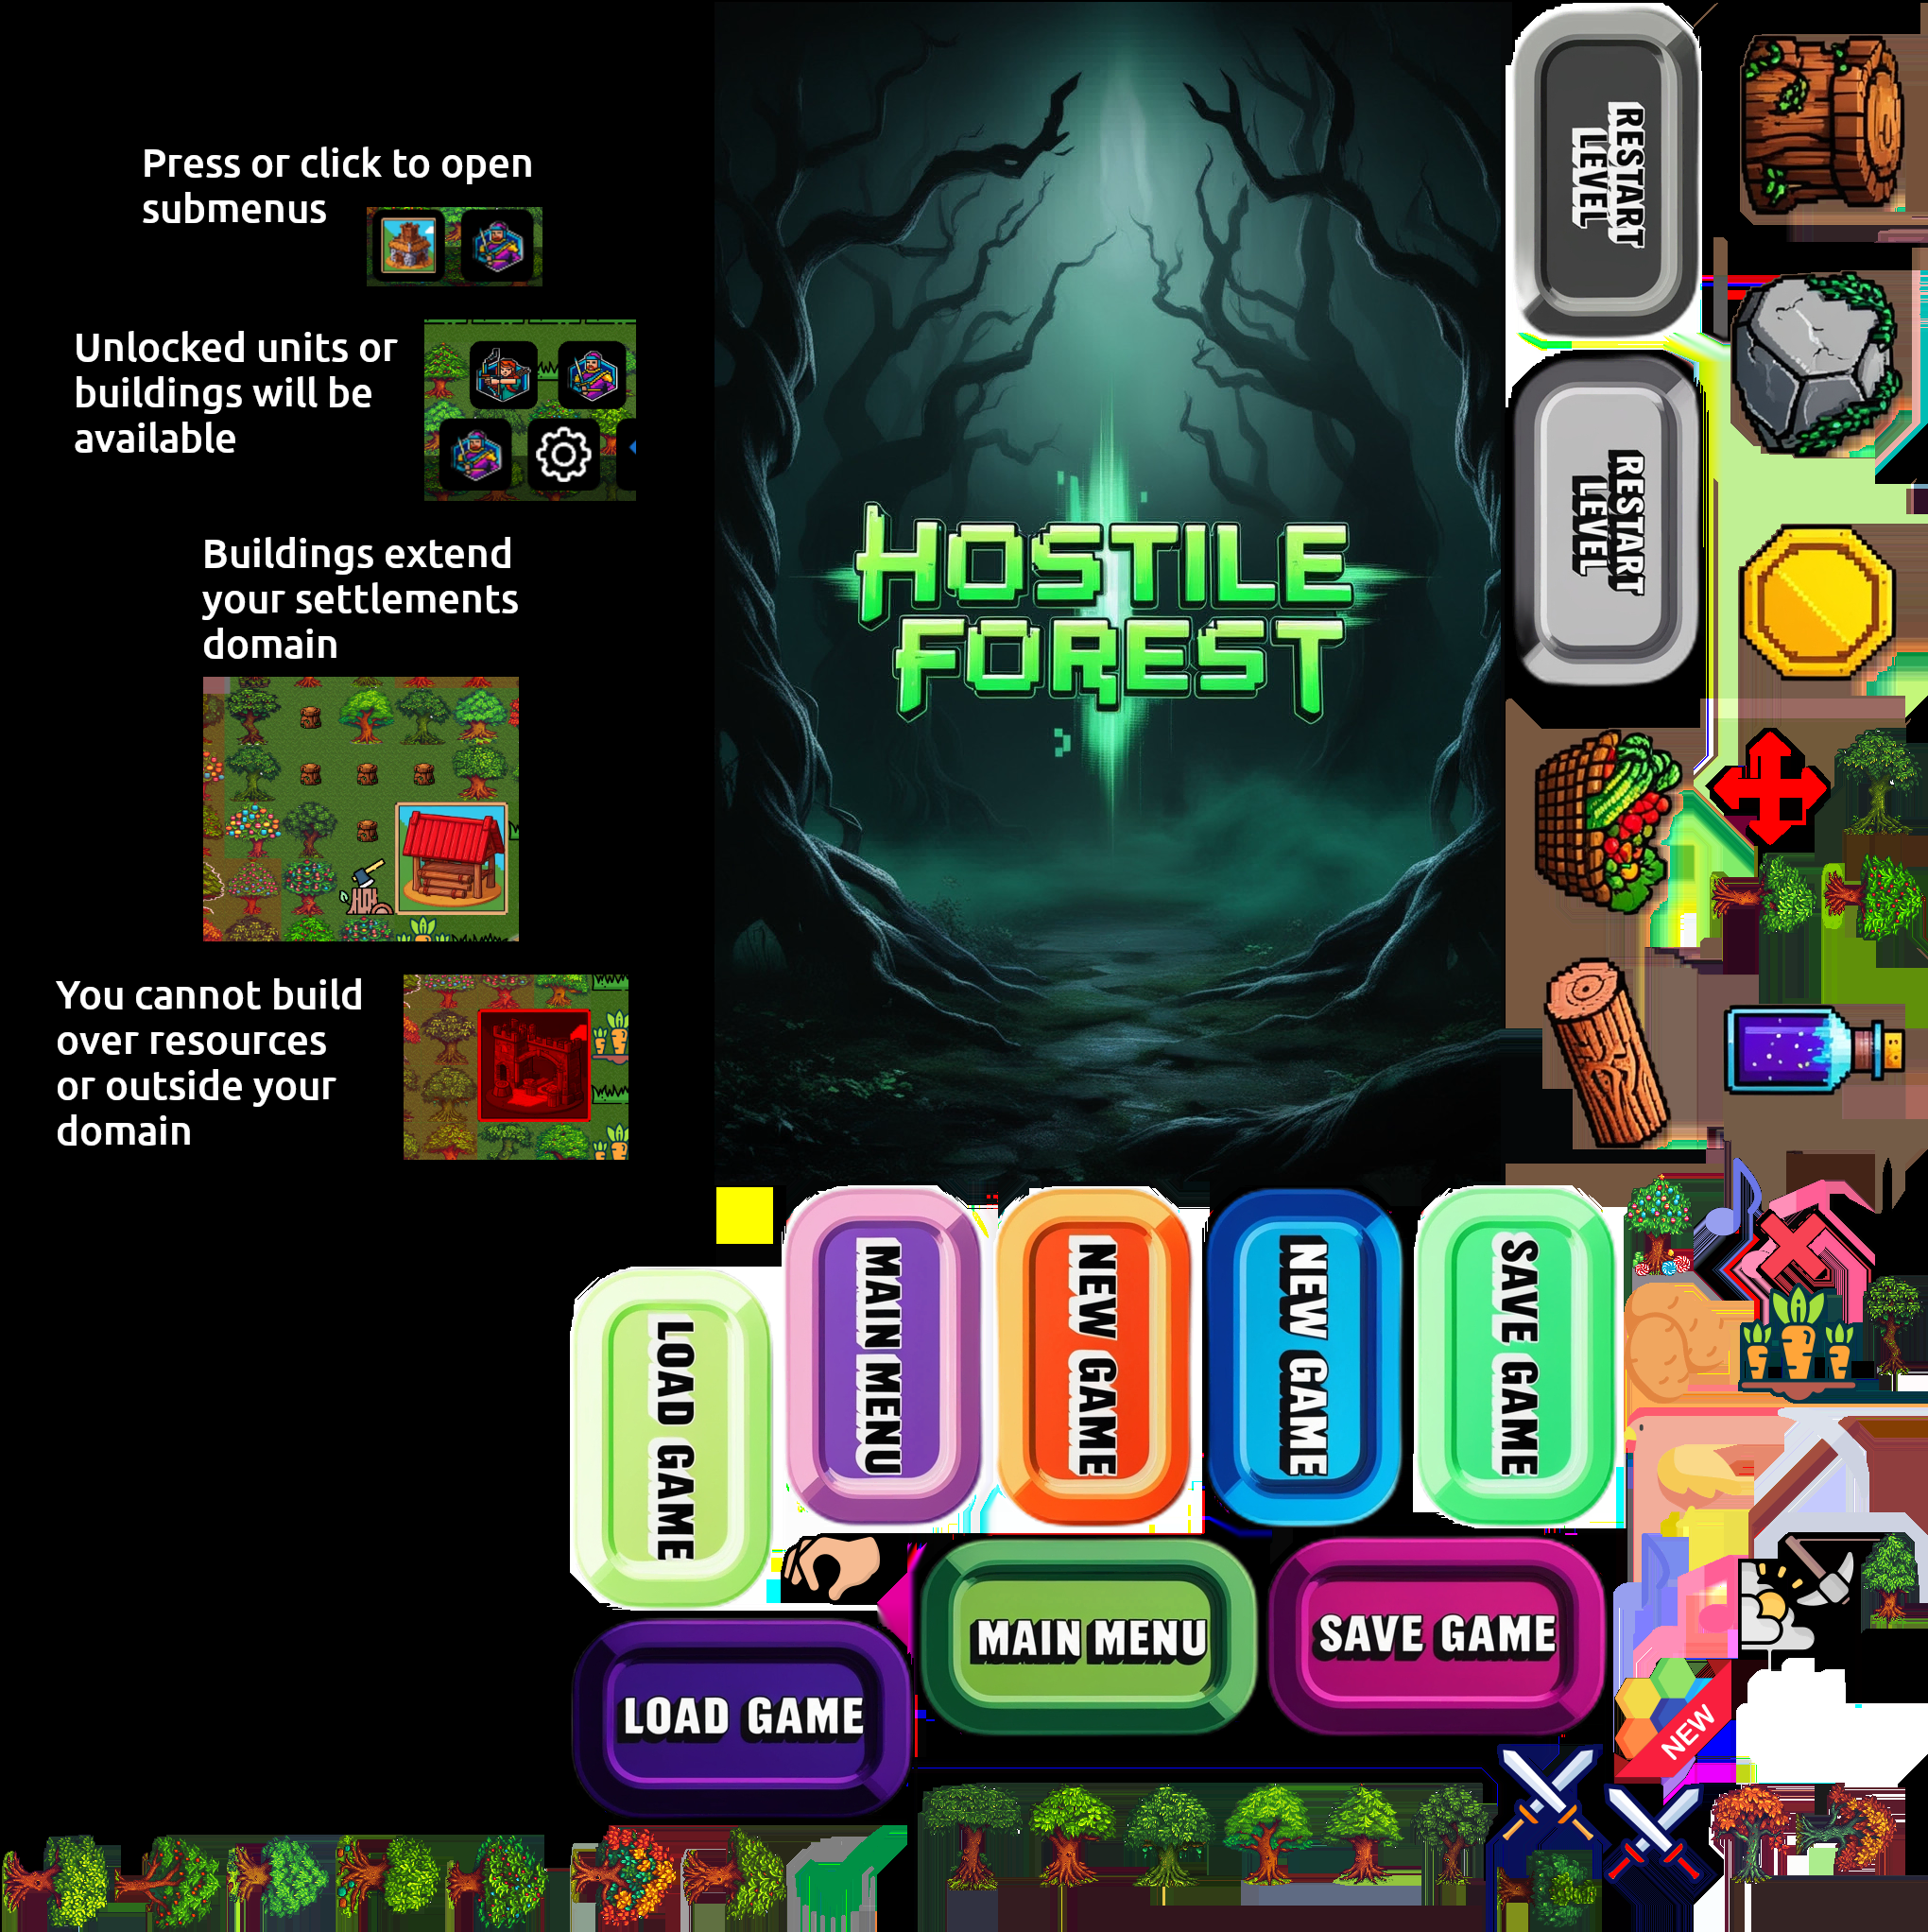 Press or click to open
submenus
Unlocked units or
buildings will be
available
Buildings extend
your settlements
domain
You cannot build
over resources
or outside your
domain
HOSTILE
FOREST
RESTART
LEVEL
RESTART
LEVEL
LOAD GAME
MAIN MENU
NEW GAME
NEW GAME
SAVE GAME
MAIN MENU
SAVE GAME
LOAD GAME
NEW